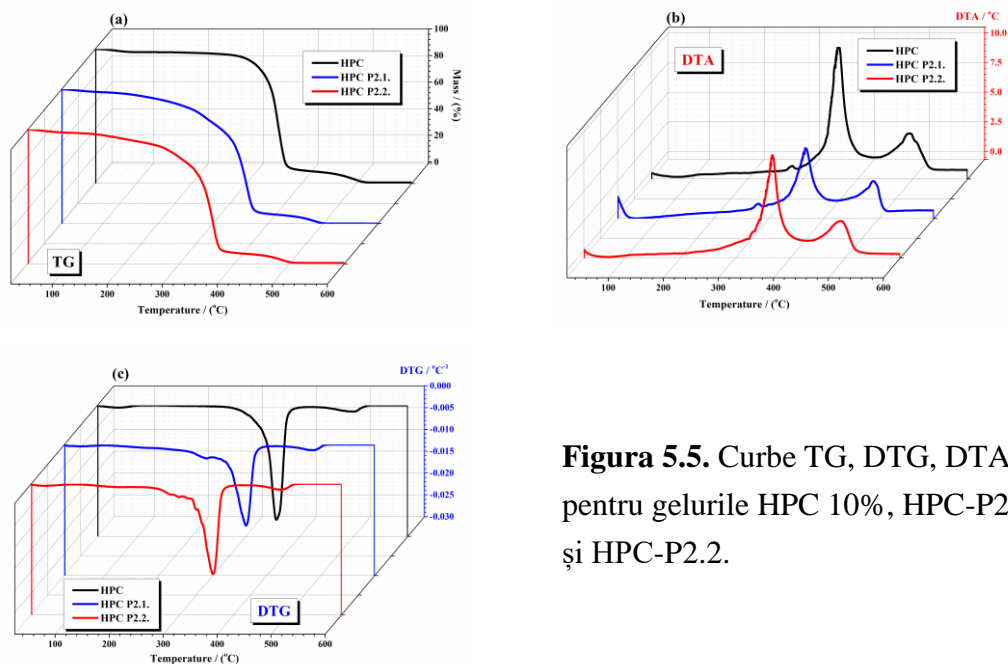 (a)
100
80
60
40
20
0
Mass / (%)
HPC
HPC P2.1.
HPC P2.2.
TG
100 200 300 400 500 600
Temperature / (°C)
(b)
DTA / °C
10.0
7.5
5.0
2.5
0.0
DTA
HPC
HPC P2.1.
HPC P2.2.
100 200 300 400 500 600
Temperature / (°C)
(c)
DTG / °C⁻¹
0.000
-0.005
-0.010
-0.015
-0.020
-0.025
-0.030
HPC
HPC P2.1.
HPC P2.2.
DTG
100 200 300 400 500 600
Temperature / (°C)
Figura 5.5. Curbe TG, DTG, DTA
pentru gelurile HPC 10%, HPC-P2
și HPC-P2.2.